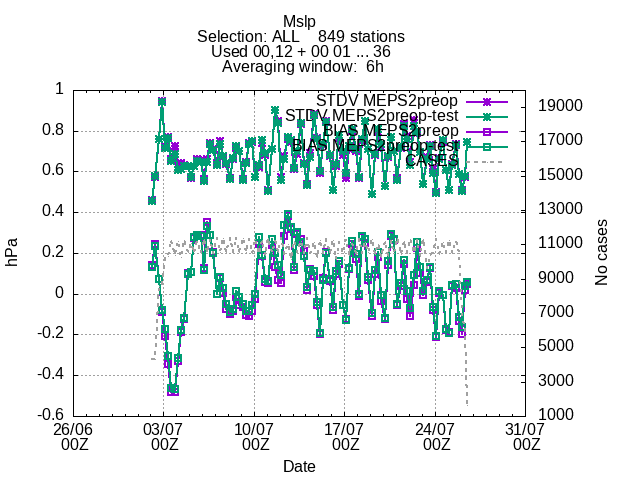 Mslp
Selection: ALL 849 stations
Used 00,12 + 00 01 ... 36
Averaging window: 6h
STDV MEPS2preop
STDV MEPS2preop-test
BIAS MEPS2preop
BIAS MEPS2preop-test
CASES
1
0.8
0.6
0.4
0.2
0
-0.2
-0.4
-0.6
hPa
19000
17000
15000
13000
11000
9000
7000
5000
3000
1000
No cases
26/06 03/07 10/07 17/07 24/07 31/07
00Z 00Z 00Z 00Z 00Z 00Z
Date